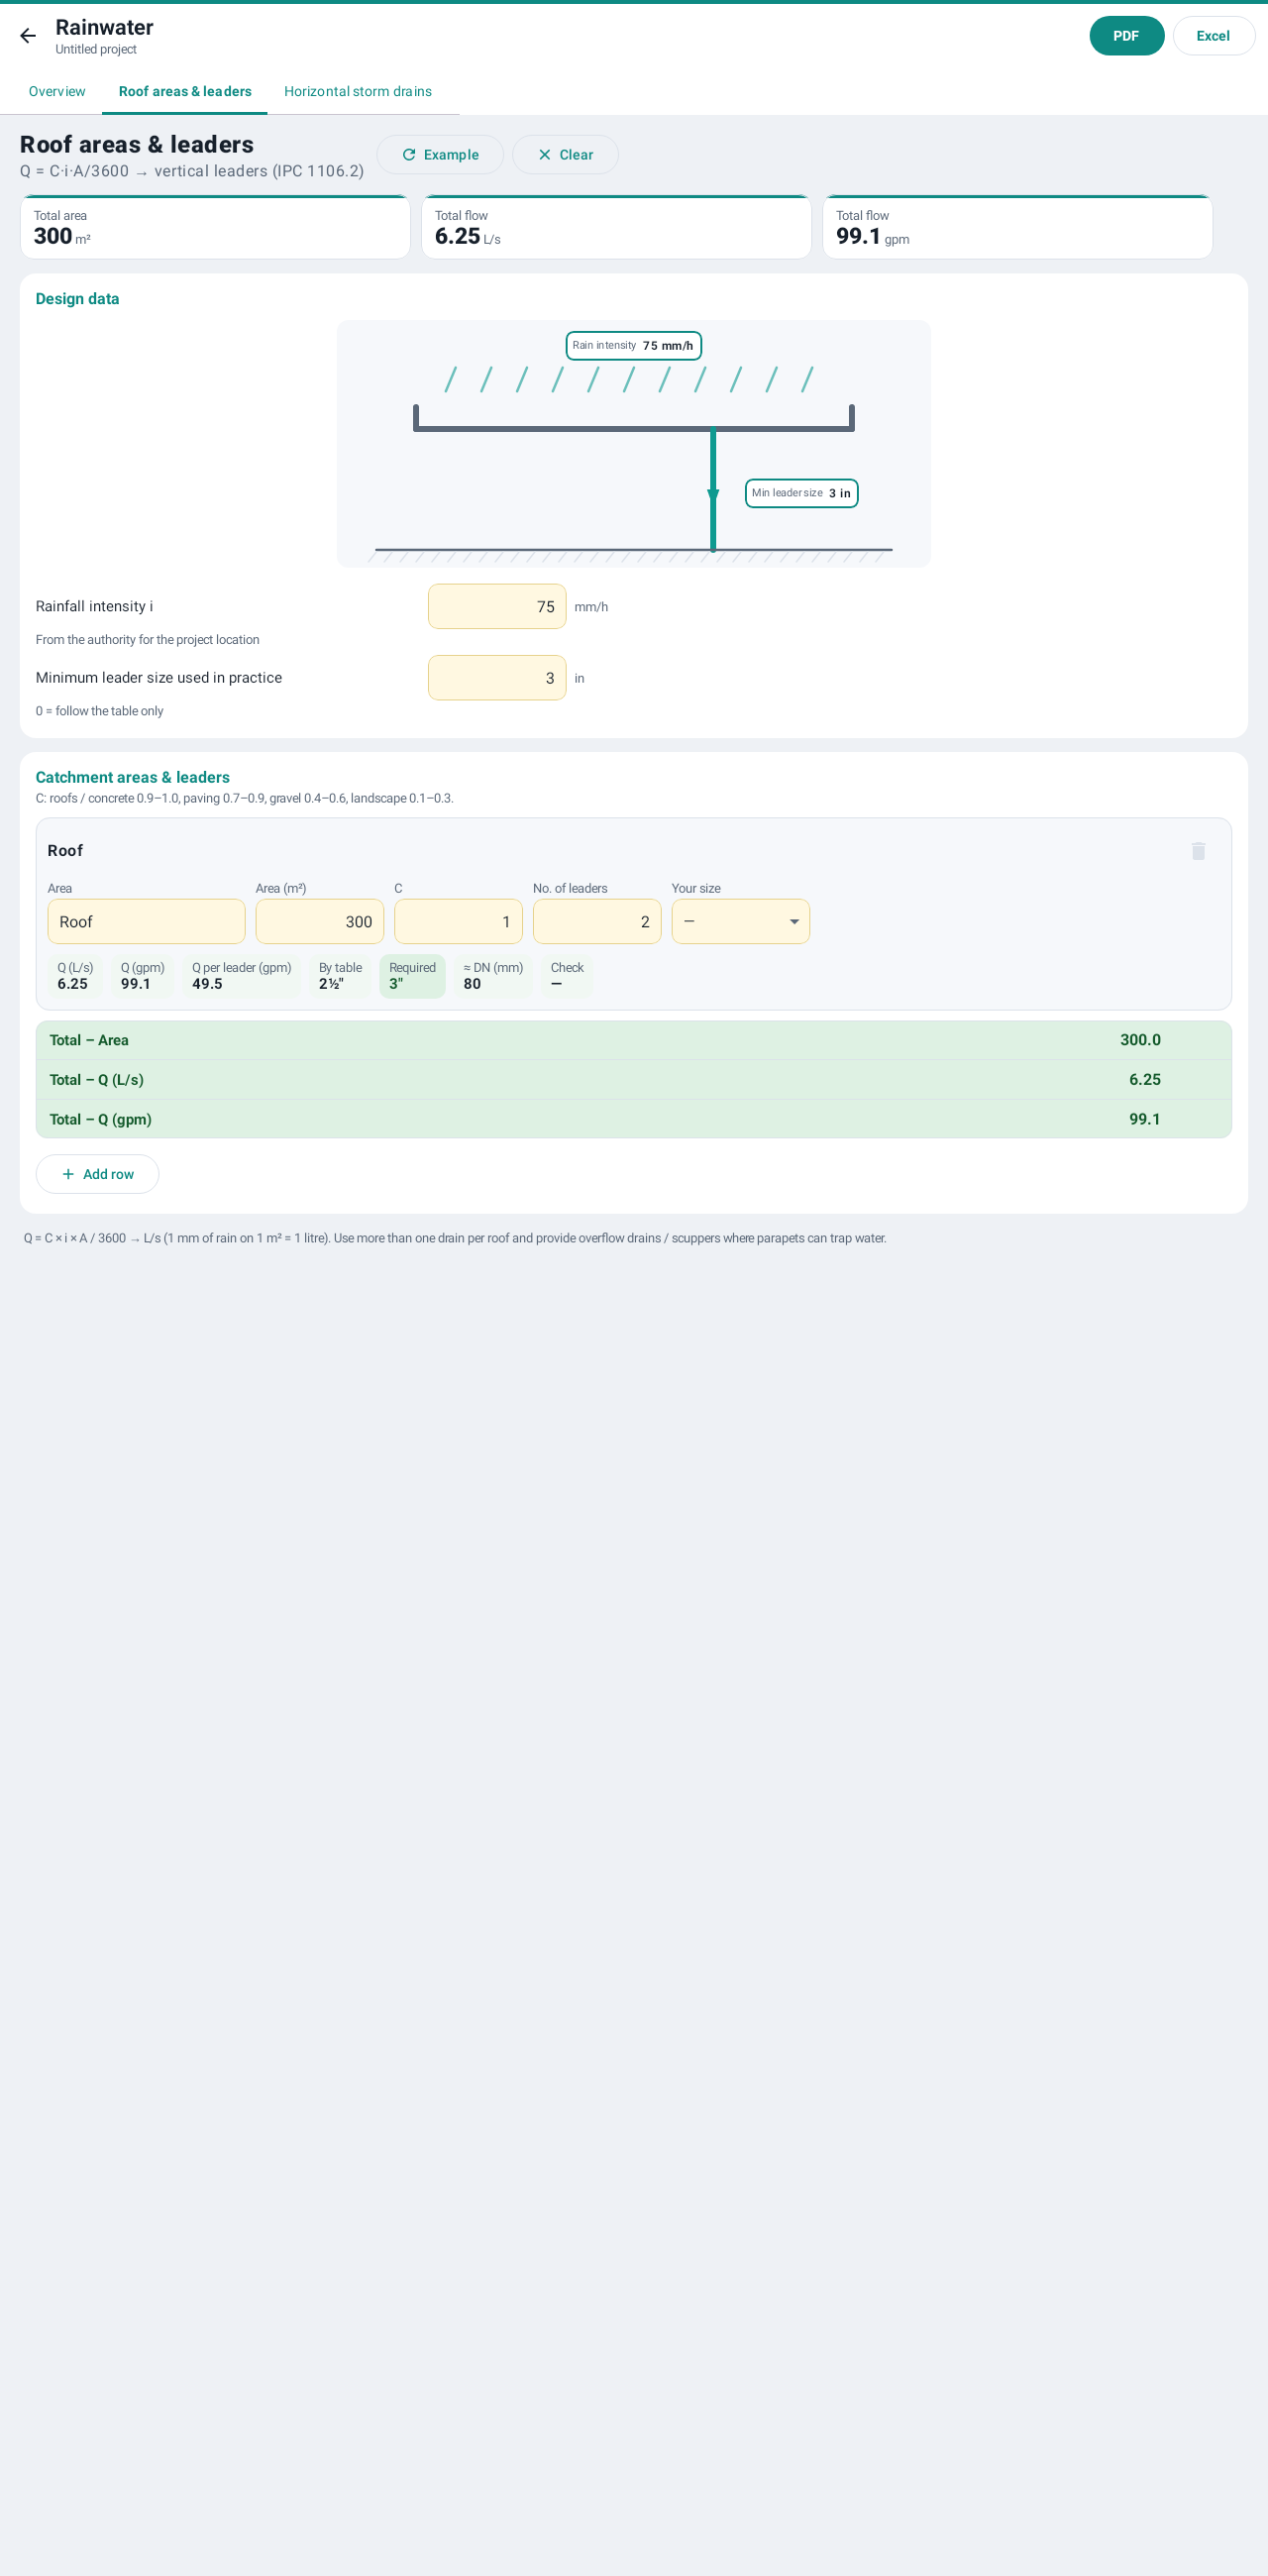 Rainwater
Untitled project
PDF
Excel
Overview
Roof areas & leaders
Horizontal storm drains
Roof areas & leaders
Q = C·i·A/3600 → vertical leaders (IPC 1106.2)
Example
Clear
Total area
300 m²
Total flow
6.25 L/s
Total flow
99.1 gpm
Design data
Rain intensity 75 mm/h
Min leader size 3 in
Rainfall intensity i
75
mm/h
From the authority for the project location
Minimum leader size used in practice
3
in
0 = follow the table only
Catchment areas & leaders
C: roofs / concrete 0.9–1.0, paving 0.7–0.9, gravel 0.4–0.6, landscape 0.1–0.3.
Roof
Area
Area (m²)
C
No. of leaders
Your size
Roof
300
1
2
—
Q (L/s)
6.25
Q (gpm)
99.1
Q per leader (gpm)
49.5
By table
2½"
Required
3"
≈ DN (mm)
80
Check
—
Total – Area
300.0
Total – Q (L/s)
6.25
Total – Q (gpm)
99.1
Add row
Q = C × i × A / 3600 → L/s (1 mm of rain on 1 m² = 1 litre). Use more than one drain per roof and provide overflow drains / scuppers where parapets can trap water.